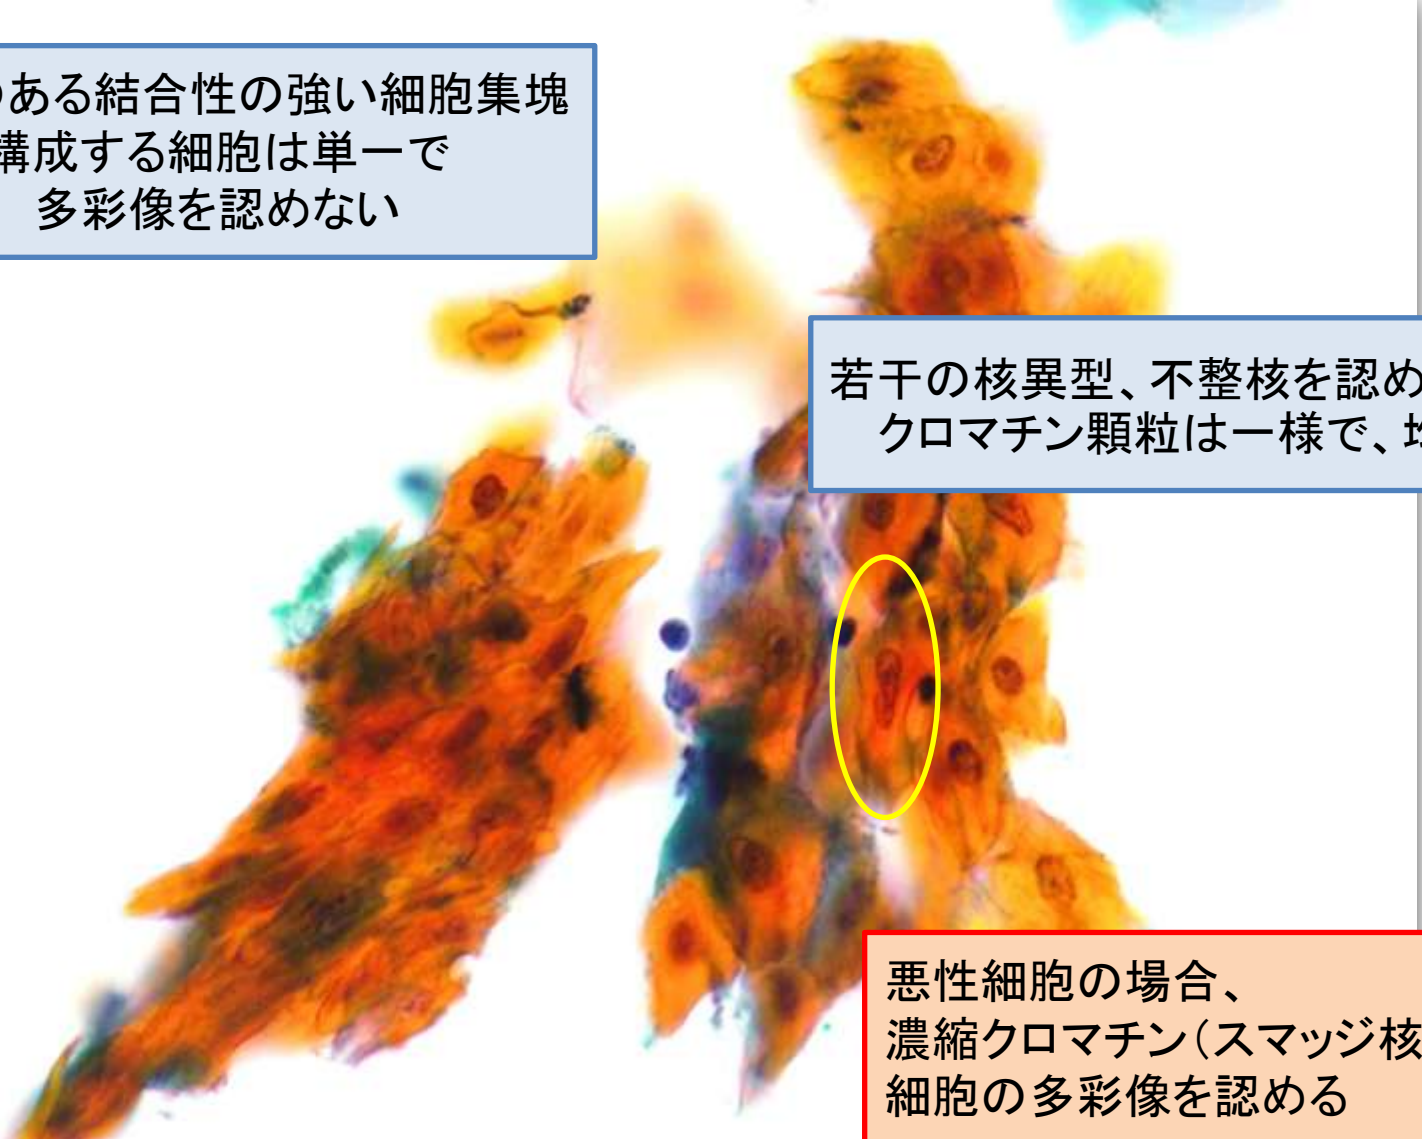 のある結合性の強い細胞集塊
構成する細胞は単一で
多彩像を認めない
若干の核異型、不整核を認め
クロマチン顆粒は一様で、
悪性細胞の場合、
濃縮クロマチン（スマッジ核
細胞の多彩像を認める